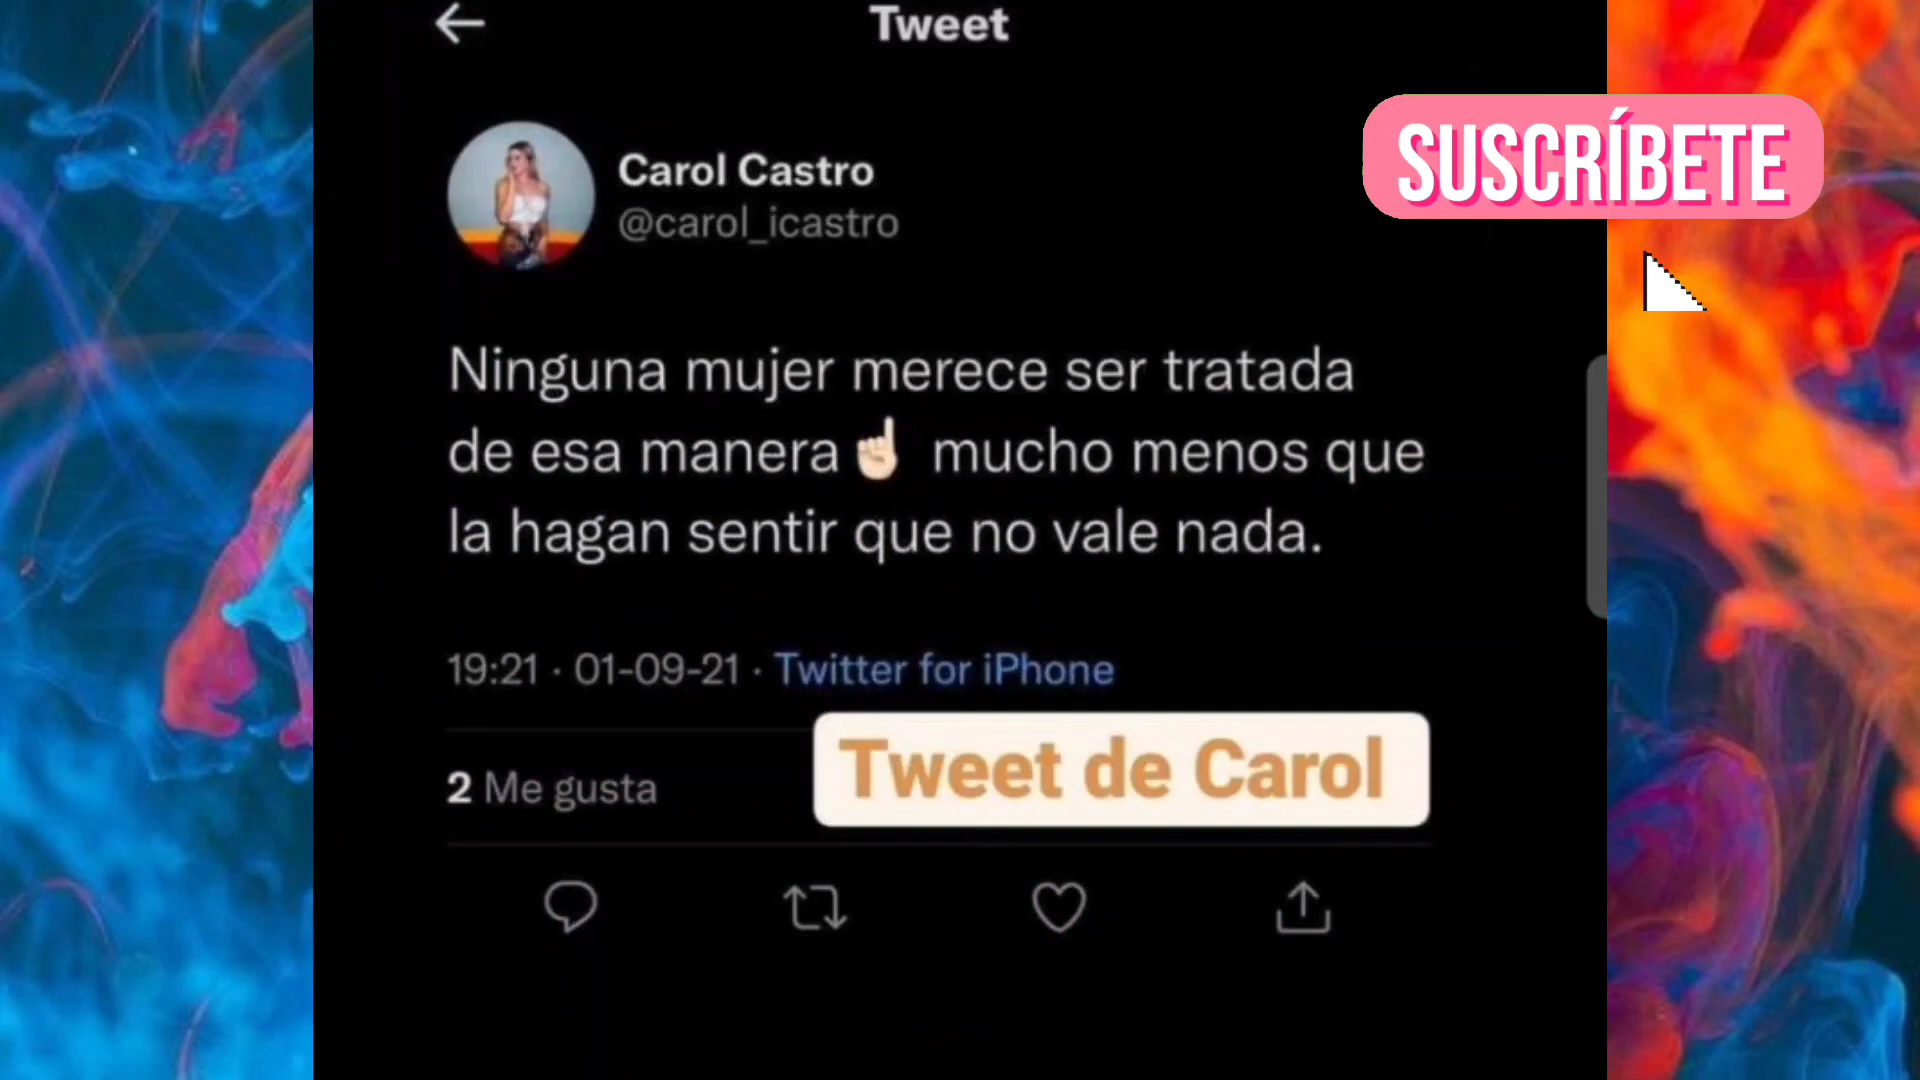 Tweet
SUSCRÍBETE
Carol Castro
@carol_icastro
Ninguna mujer merece ser tratada
de esa manera☝🏻 mucho menos que
la hagan sentir que no vale nada.
19:21 · 01-09-21 · Twitter for iPhone
Tweet de Carol
2 Me gusta